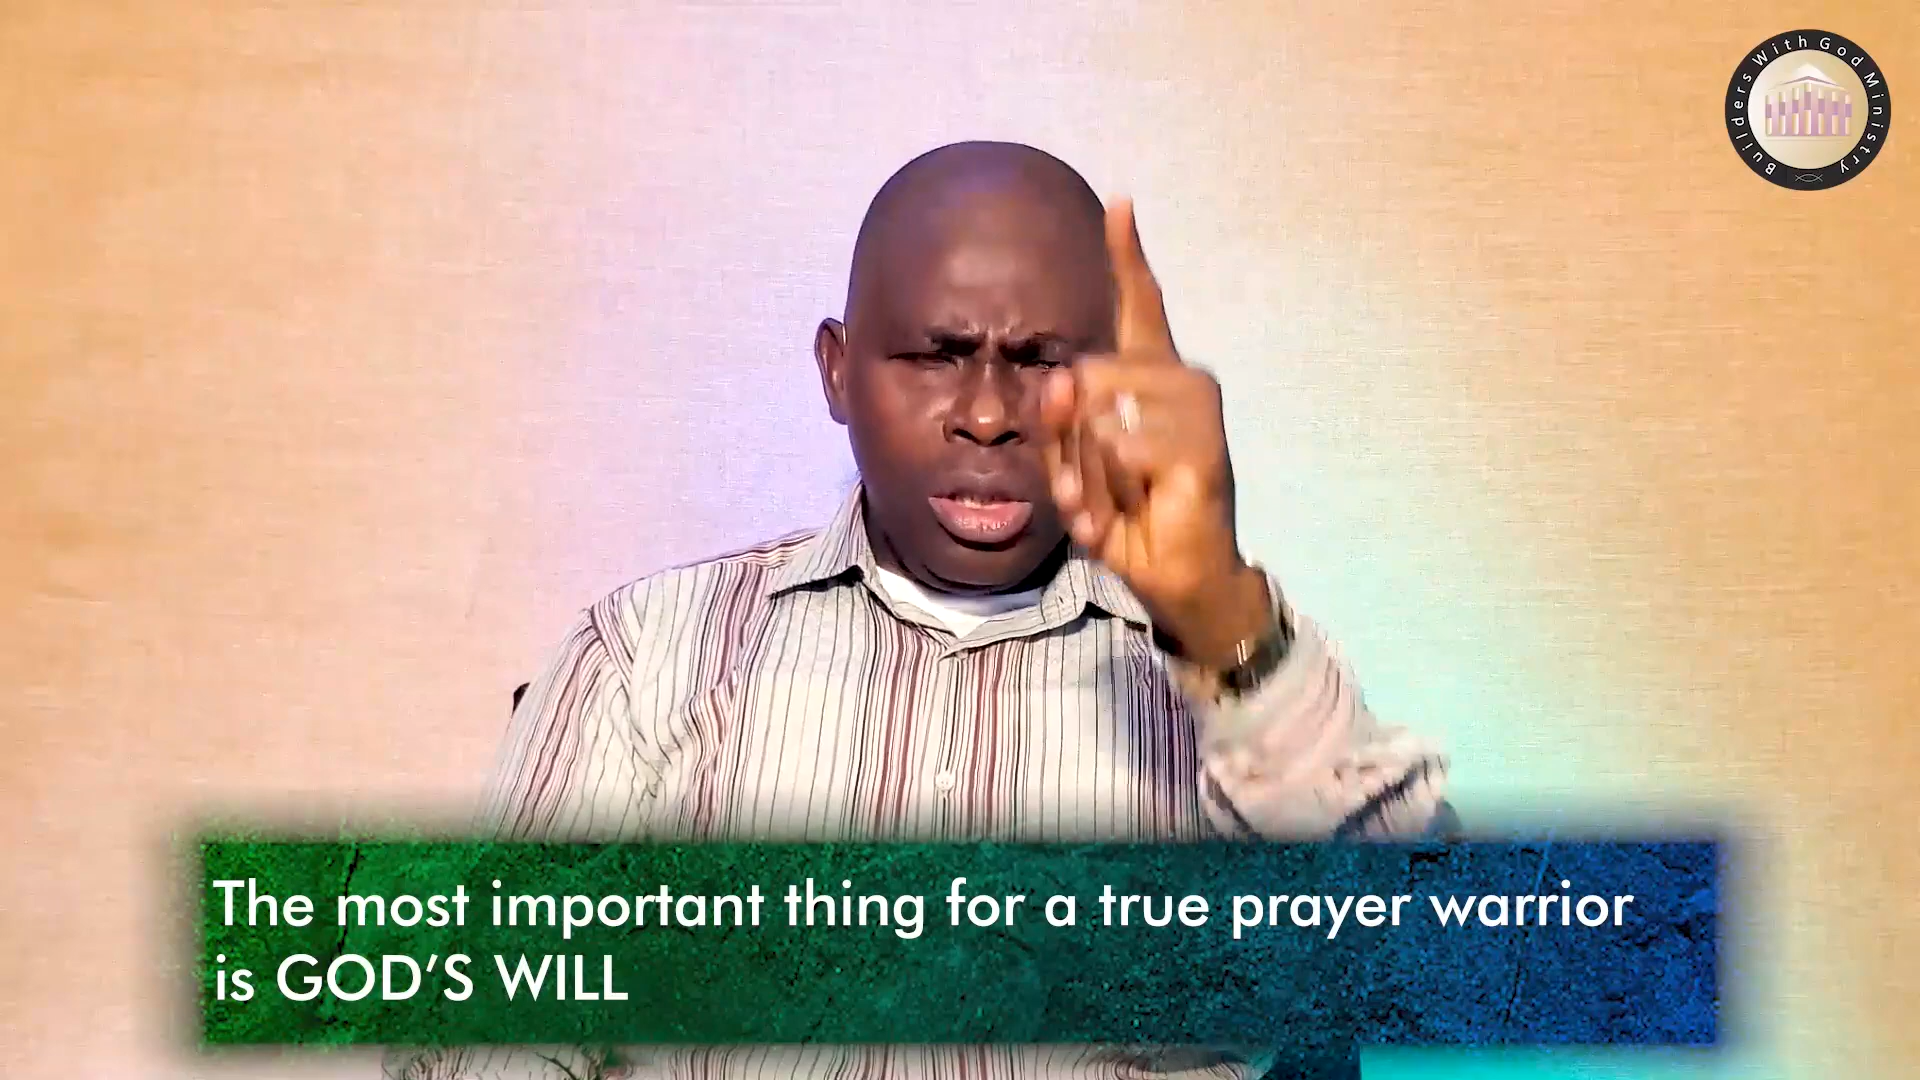 Builders With God Ministry
The most important thing for a true prayer warrior
is GOD’S WILL